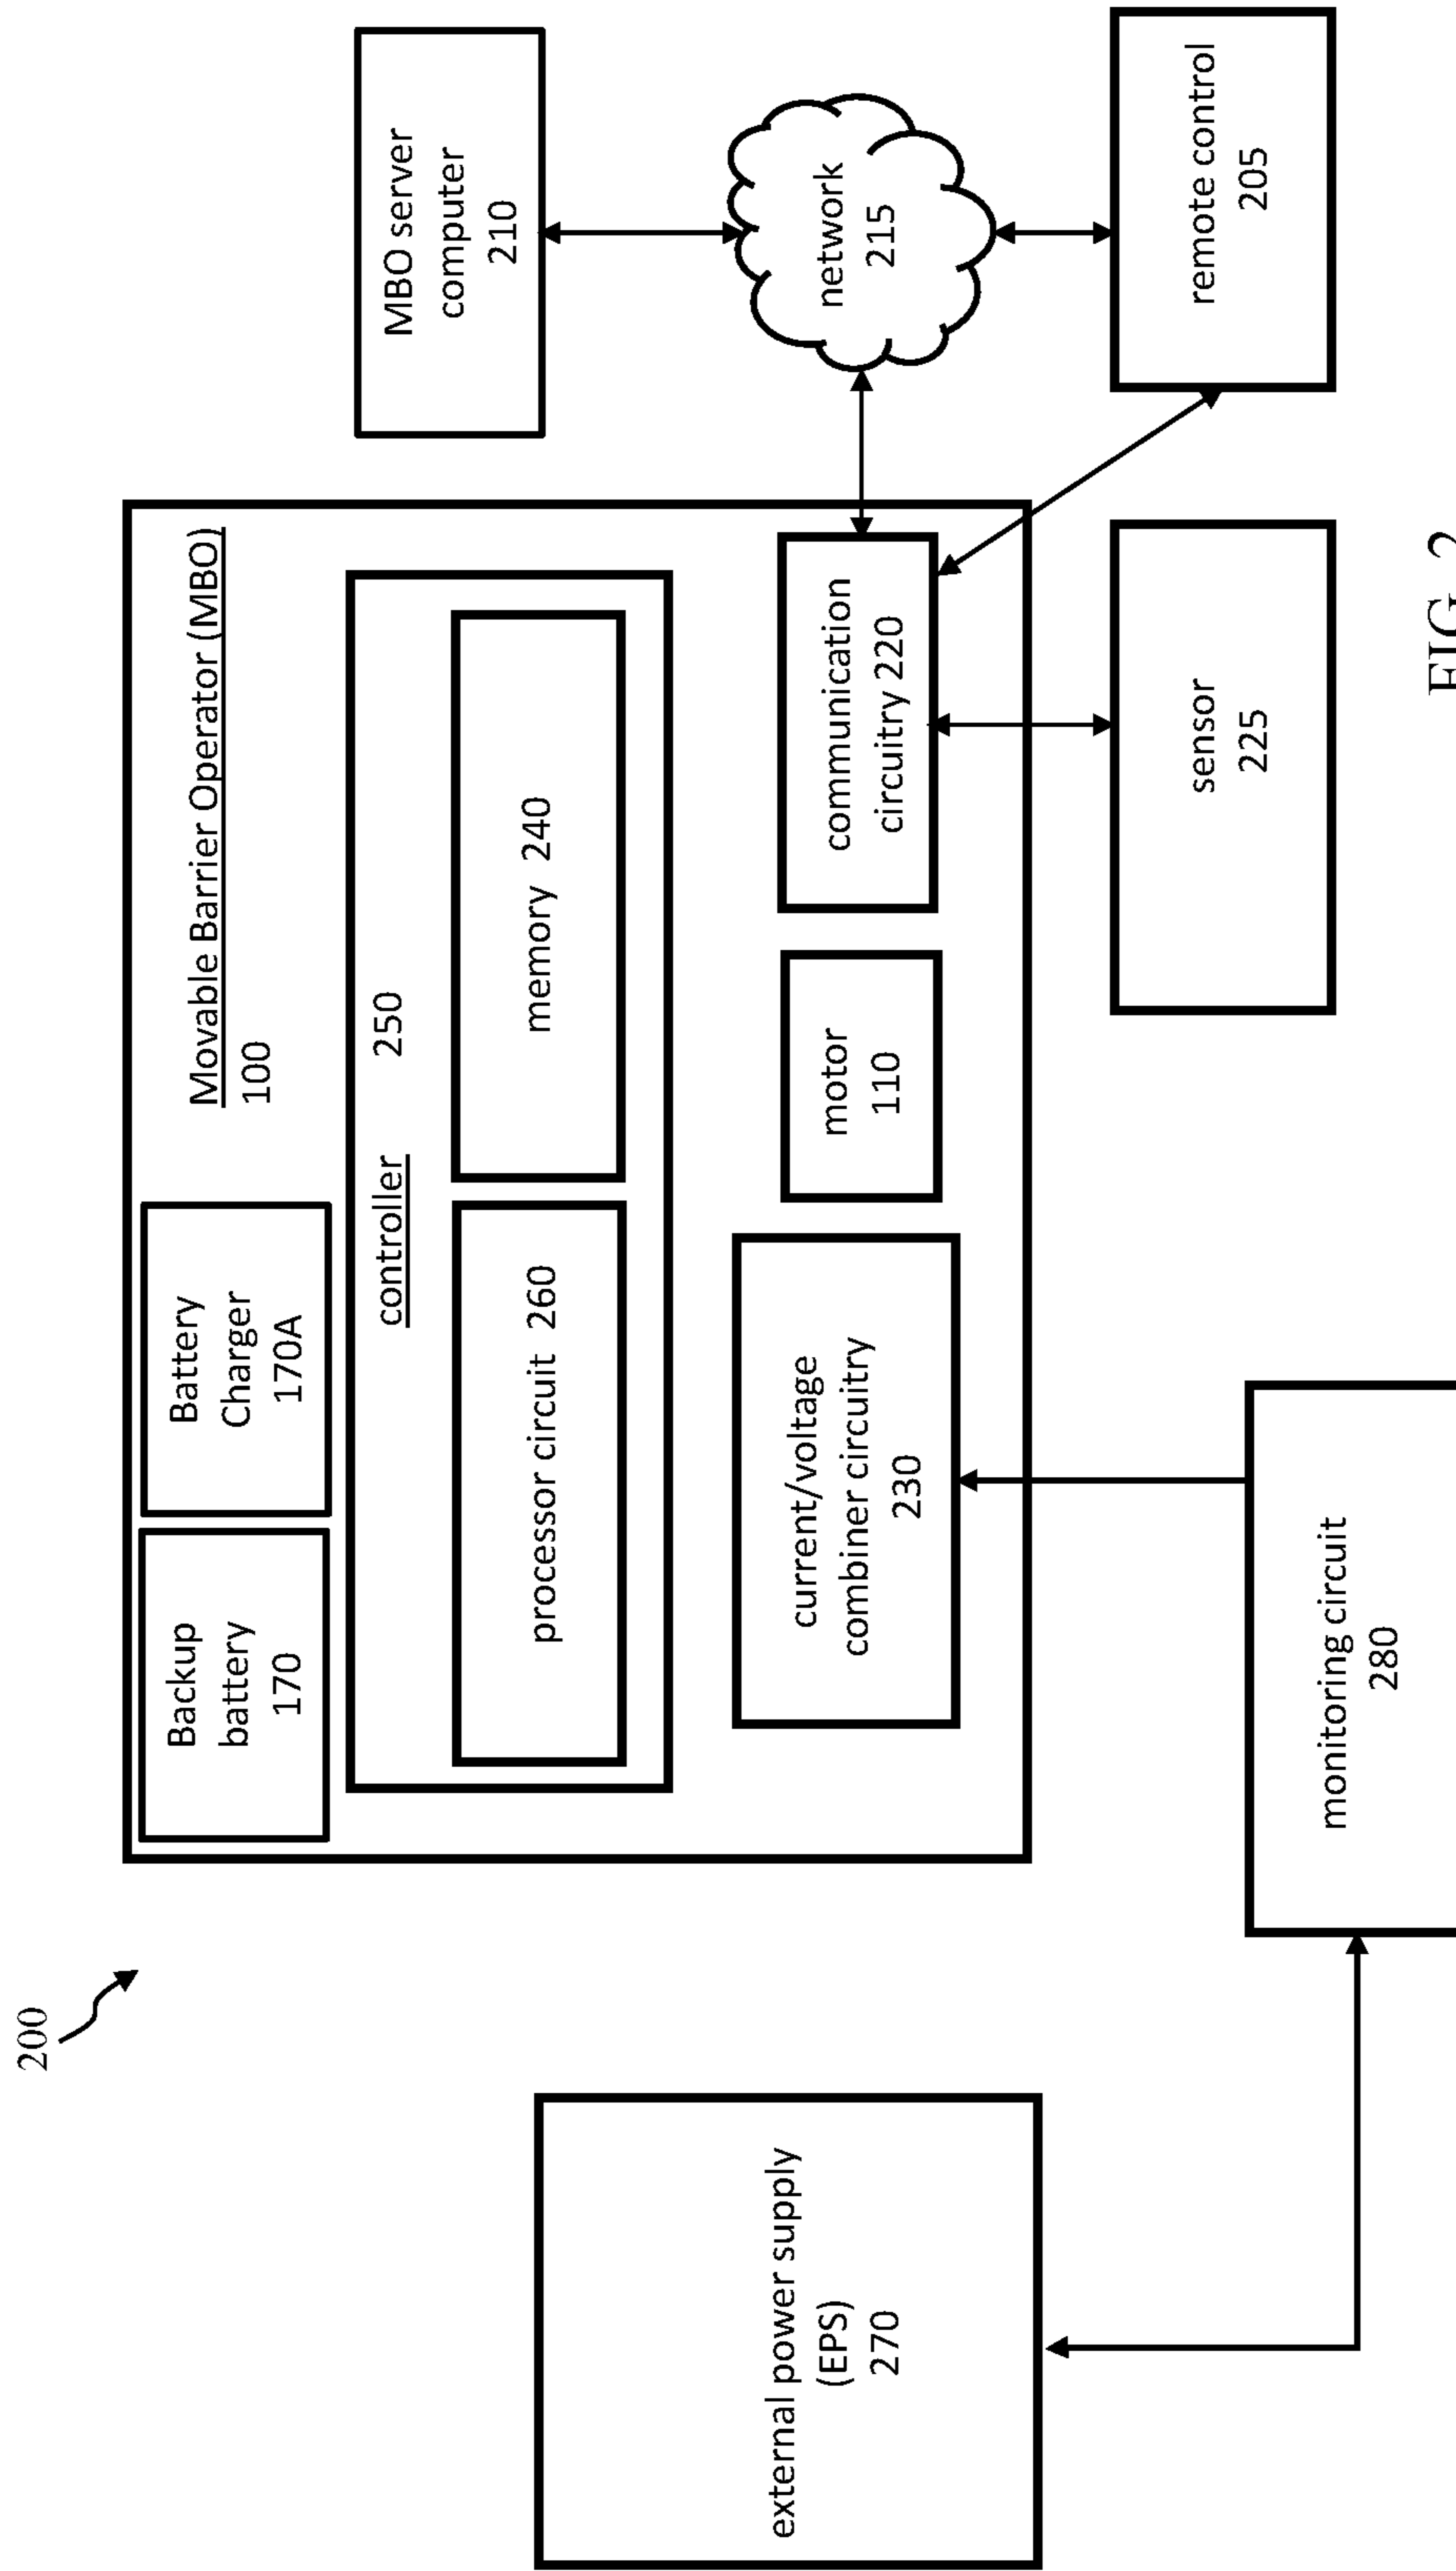 200
Backup
battery
170
Battery
Charger
170A
Movable Barrier Operator (MBO)
100
controller 250
processor circuit 260
memory 240
current/voltage
combiner circuitry
230
motor
110
communication
circuitry 220
MBO server
computer
210
network
215
remote control
205
sensor
225
external power supply
(EPS)
270
monitoring circuit
280
FIG. 2